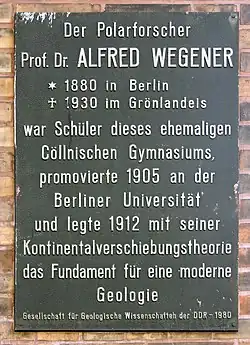 Der Polarforscher
Prof. Dr. ALFRED WEGENER
* 1880 in Berlin
✝ 1930 im Grönlandeis
war Schüler dieses ehemaligen
Cöllnischen Gymnasiums,
promovierte 1905 an der
Berliner Universität
und legte 1912 mit seiner
Kontinentalverschiebungstheorie
das Fundament für eine moderne
Geologie
Gesellschaft für Geologische Wissenschaften der DDR - 1980